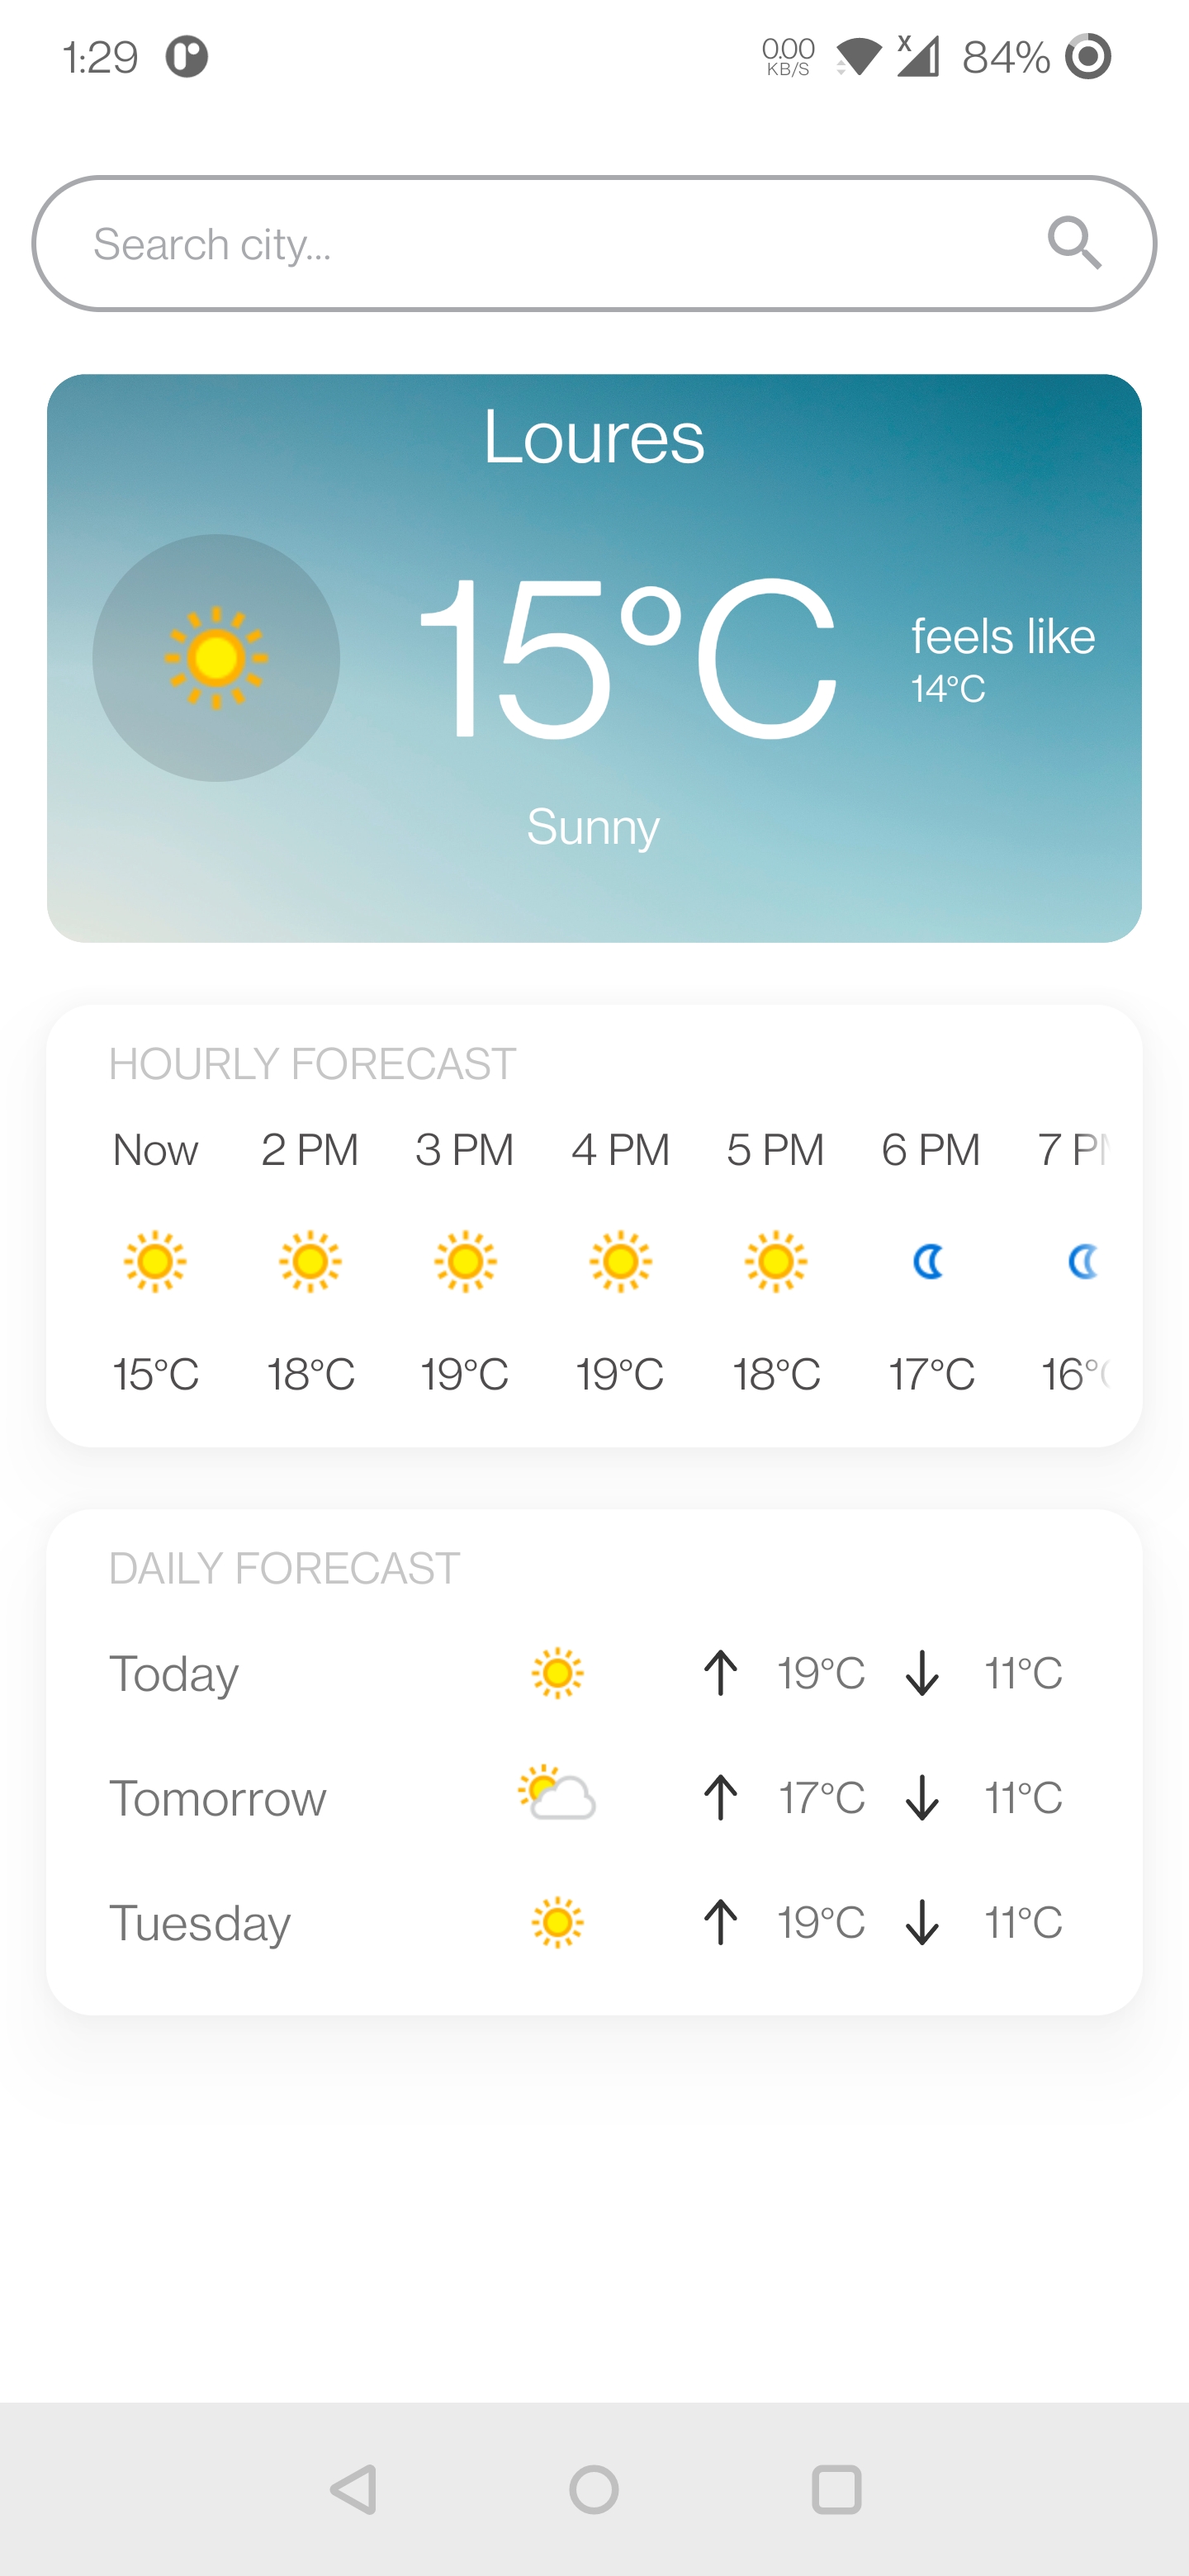 1:29
0.00
KB/S
X
84%
Search city...
Loures
15°C
feels like
14°C
Sunny
HOURLY FORECAST
Now 2 PM 3 PM 4 PM 5 PM 6 PM 7 PM
15°C 18°C 19°C 19°C 18°C 17°C 16°C
DAILY FORECAST
Today 19°C 11°C
Tomorrow 17°C 11°C
Tuesday 19°C 11°C